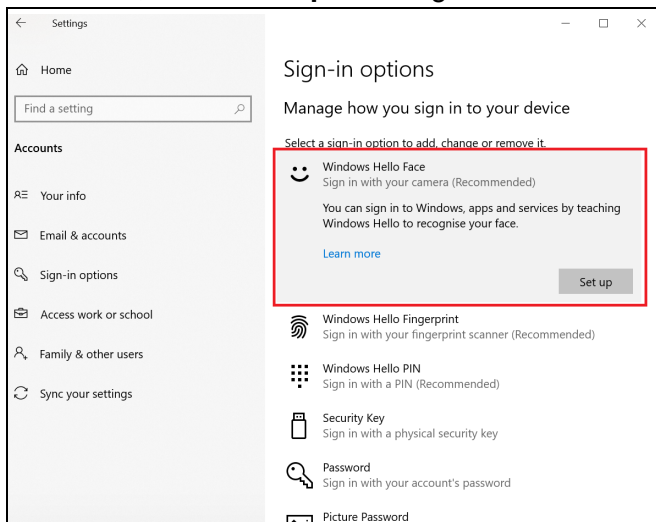 Settings
Home
Find a setting
Accounts
Your info
Email & accounts
Sign-in options
Access work or school
Family & other users
Sync your settings
Sign-in options
Manage how you sign in to your device
Select a sign-in option to add, change or remove it.
Windows Hello Face
Sign in with your camera (Recommended)
You can sign in to Windows, apps and services by teaching
Windows Hello to recognise your face.
Learn more
Set up
Windows Hello Fingerprint
Sign in with your fingerprint scanner (Recommended)
Windows Hello PIN
Sign in with a PIN (Recommended)
Security Key
Sign in with a physical security key
Password
Sign in with your account's password
Picture Password